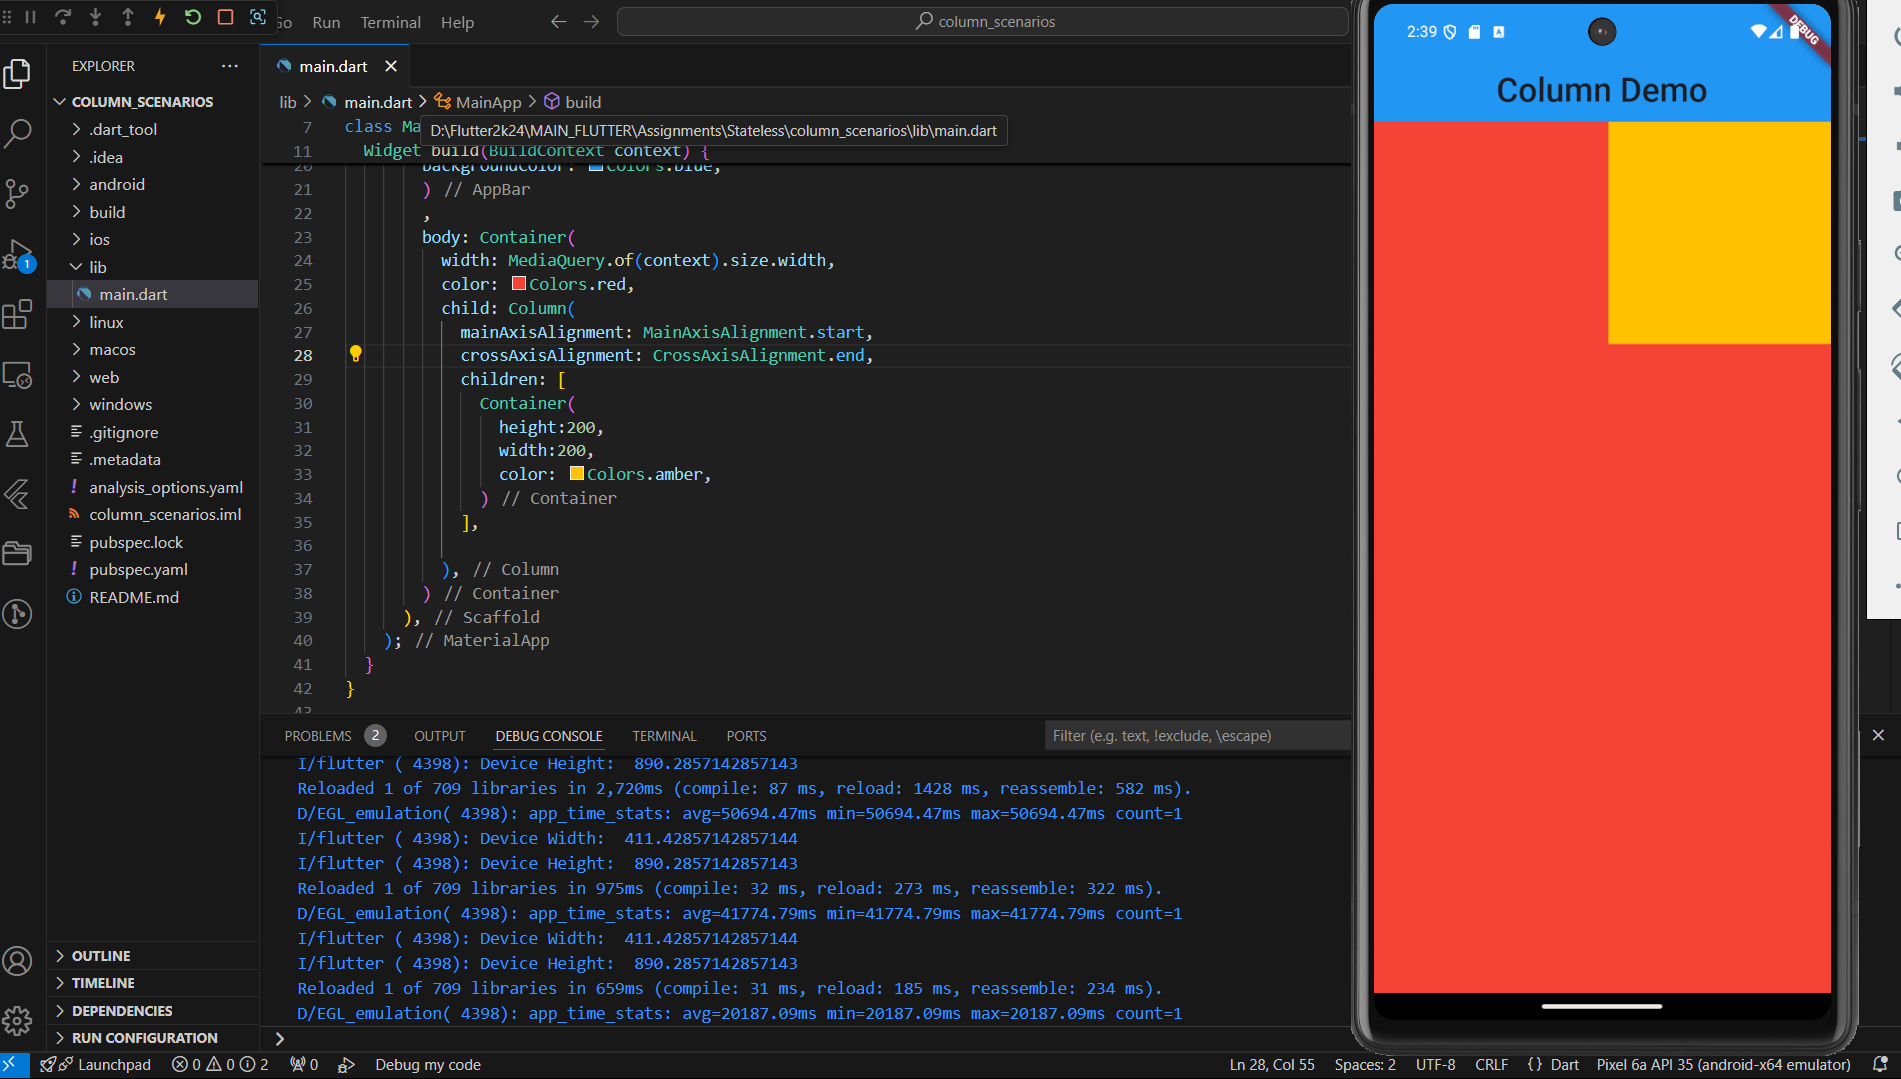 Go Run Terminal Help
column_scenarios
EXPLORER
COLUMN_SCENARIOS
.dart_tool
.idea
android
build
ios
lib
main.dart
linux
macos
web
windows
.gitignore
.metadata
! analysis_options.yaml
column_scenarios.iml
pubspec.lock
! pubspec.yaml
README.md
OUTLINE
TIMELINE
DEPENDENCIES
RUN CONFIGURATION
1
main.dart
lib > main.dart > MainApp > build
D:\Flutter2k24\MAIN_FLUTTER\Assignments\Stateless\column_scenarios\lib\main.dart
7 class Ma
11 Widget build(BuildContext context) {
20 backgroundColor: Colors.blue,
21 ) // AppBar
22 ,
23 body: Container(
24 width: MediaQuery.of(context).size.width,
25 color: Colors.red,
26 child: Column(
27 mainAxisAlignment: MainAxisAlignment.start,
28 crossAxisAlignment: CrossAxisAlignment.end,
29 children: [
30 Container(
31 height:200,
32 width:200,
33 color: Colors.amber,
34 ) // Container
35 ],
36
37 ), // Column
38 ) // Container
39 ), // Scaffold
40 ); // MaterialApp
41 }
42 }
43
PROBLEMS 2 OUTPUT DEBUG CONSOLE TERMINAL PORTS
Filter (e.g. text, !exclude, \escape)
I/flutter ( 4398): Device Height:  890.2857142857143
Reloaded 1 of 709 libraries in 2,720ms (compile: 87 ms, reload: 1428 ms, reassemble: 582 ms).
D/EGL_emulation( 4398): app_time_stats: avg=50694.47ms min=50694.47ms max=50694.47ms count=1
I/flutter ( 4398): Device Width:  411.42857142857144
I/flutter ( 4398): Device Height:  890.2857142857143
Reloaded 1 of 709 libraries in 975ms (compile: 32 ms, reload: 273 ms, reassemble: 322 ms).
D/EGL_emulation( 4398): app_time_stats: avg=41774.79ms min=41774.79ms max=41774.79ms count=1
I/flutter ( 4398): Device Width:  411.42857142857144
I/flutter ( 4398): Device Height:  890.2857142857143
Reloaded 1 of 709 libraries in 659ms (compile: 31 ms, reload: 185 ms, reassemble: 234 ms).
D/EGL_emulation( 4398): app_time_stats: avg=20187.09ms min=20187.09ms max=20187.09ms count=1
>
Launchpad 0 0 2 0 Debug my code
Ln 28, Col 55 Spaces: 2 UTF-8 CRLF {} Dart Pixel 6a API 35 (android-x64 emulator)
2:39
A
DEBUG
Column Demo